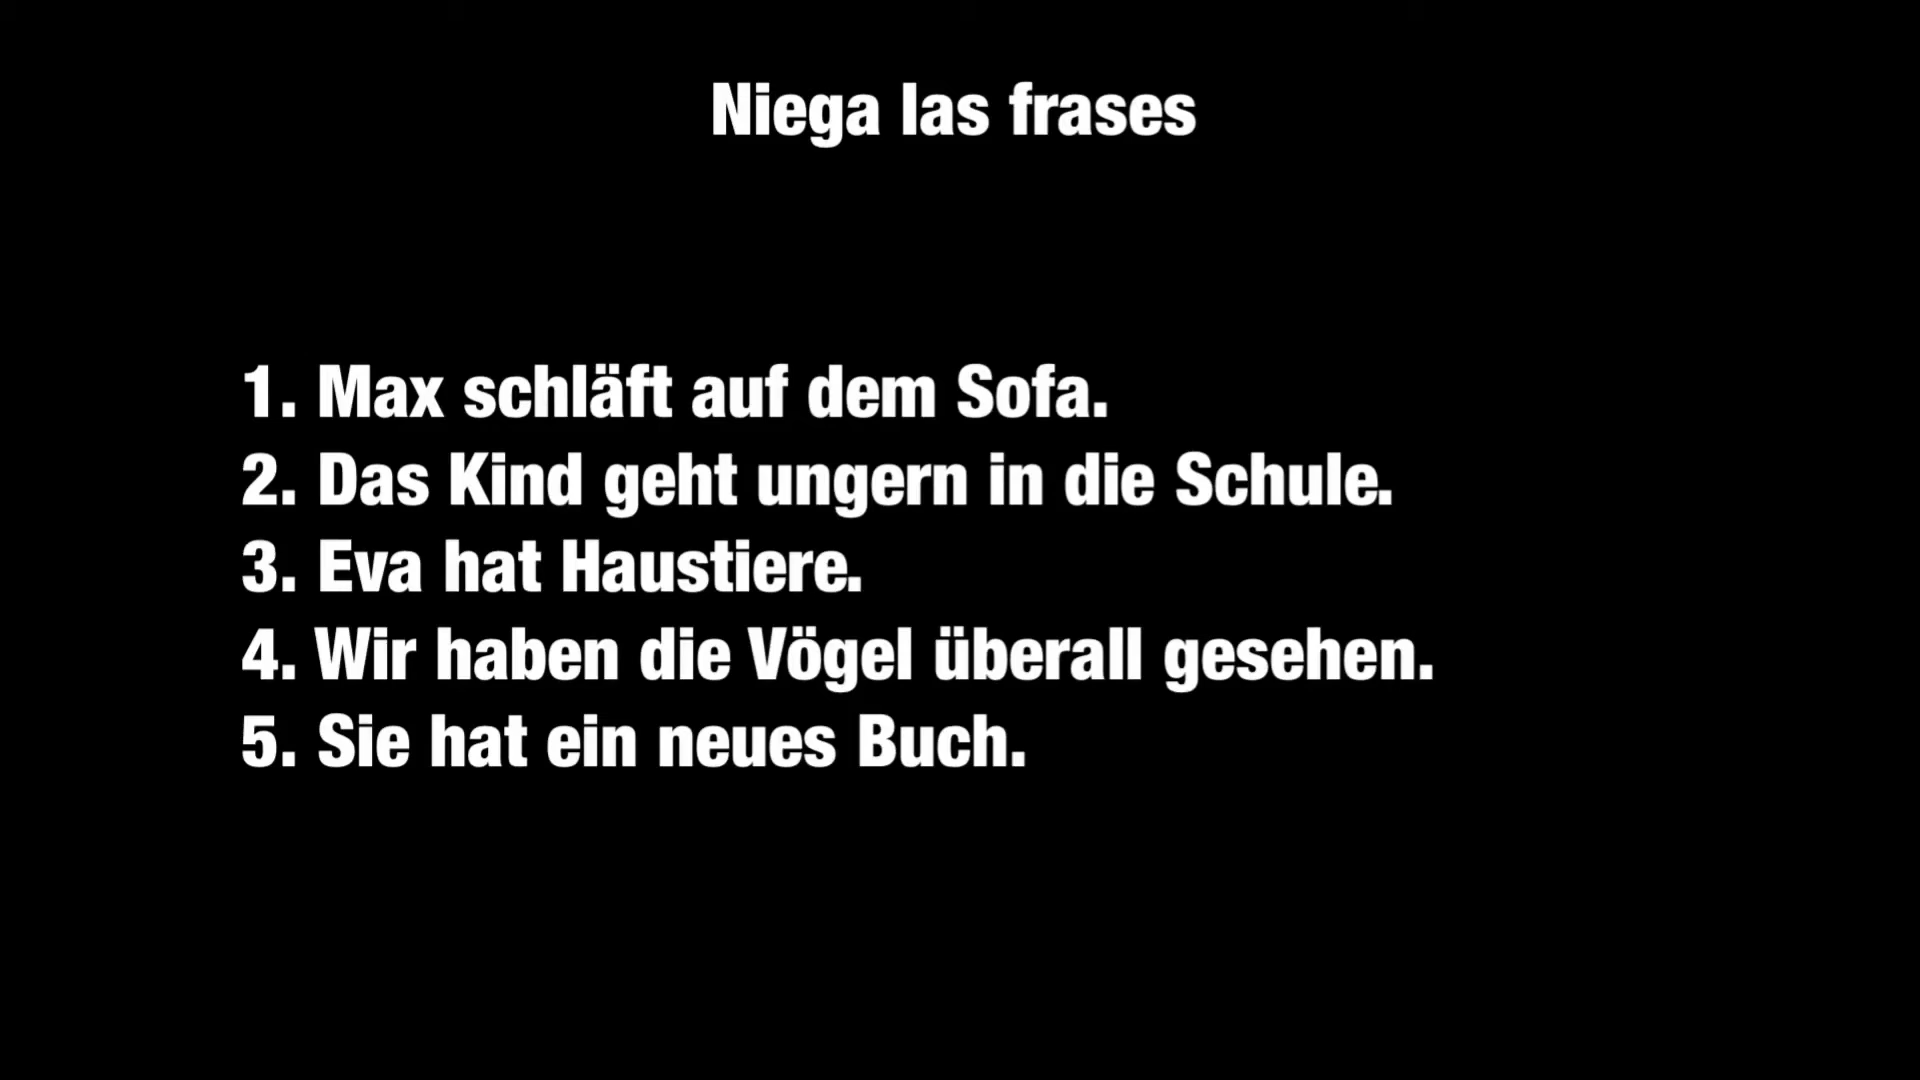 Niega las frases
1. Max schläft auf dem Sofa.
2. Das Kind geht ungern in die Schule.
3. Eva hat Haustiere.
4. Wir haben die Vögel überall gesehen.
5. Sie hat ein neues Buch.